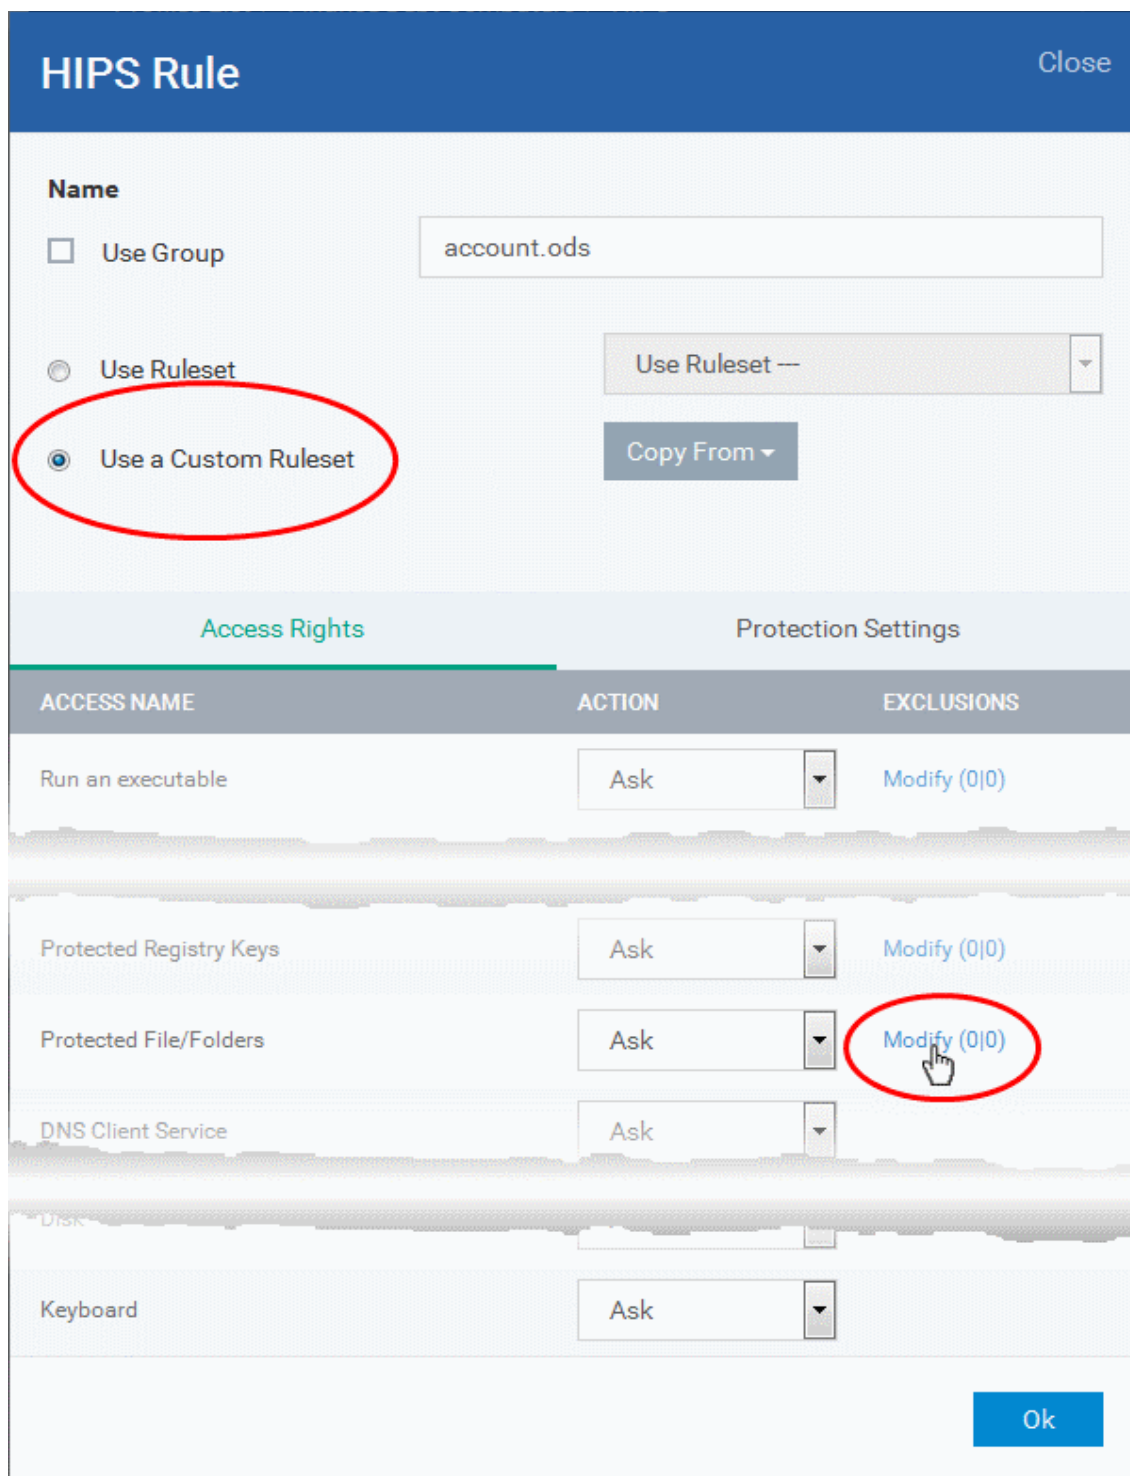 HIPS Rule
Close
Name
Use Group
account.ods
Use Ruleset
Use Ruleset ---
Use a Custom Ruleset
Copy From
Access Rights
Protection Settings
ACCESS NAME
ACTION
EXCLUSIONS
Run an executable
Ask
Modify (0|0)
Protected Registry Keys
Ask
Modify (0|0)
Protected File/Folders
Ask
Modify (0|0)
DNS Client Service
Ask
Disk
Keyboard
Ask
Ok